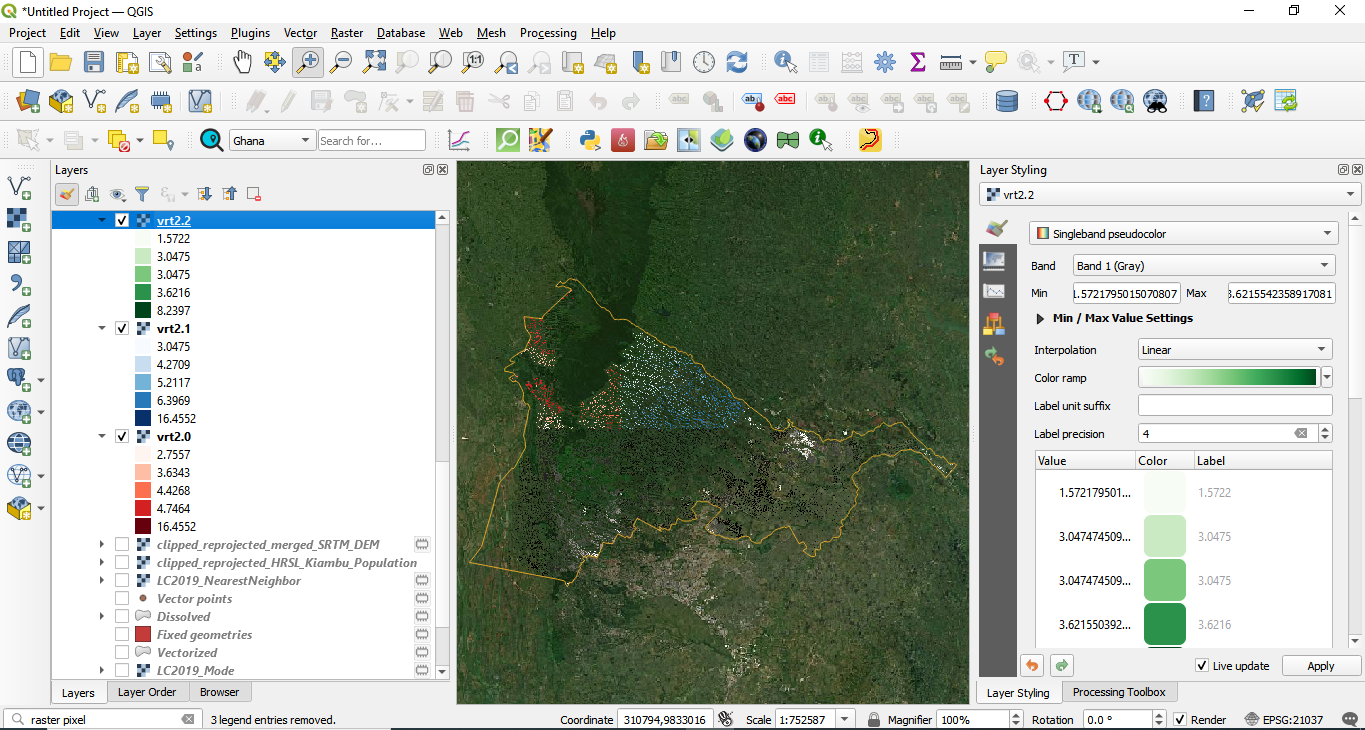 *Untitled Project — QGIS
Project Edit View Layer Settings Plugins Vector Raster Database Web Mesh Processing Help
Ghana Search for...
Layers
Layer Styling
vrt2.2
1.5722
3.0475
3.0475
3.6216
8.2397
vrt2.1
3.0475
4.2709
5.2117
6.3969
16.4552
vrt2.0
2.7557
3.6343
4.4268
4.7464
16.4552
clipped_reprojected_merged_SRTM_DEM
clipped_reprojected_HRSL_Kiambu_Population
LC2019_NearestNeighbor
Vector points
Dissolved
Fixed geometries
Vectorized
LC2019_Mode
Layers Layer Order Browser
vrt2.2
Singleband pseudocolor
Band Band 1 (Gray)
Min 1.5721795015070807 Max 3.6215542358917081
Min / Max Value Settings
Interpolation Linear
Color ramp
Label unit suffix
Label precision 4
Value Color Label
1.572179501... 1.5722
3.047474509... 3.0475
3.047474509... 3.0475
3.621550392... 3.6216
Live update Apply
Layer Styling Processing Toolbox
raster pixel 3 legend entries removed. Coordinate 310794,9833016 Scale 1:752587 Magnifier 100% Rotation 0.0 ° Render EPSG:21037